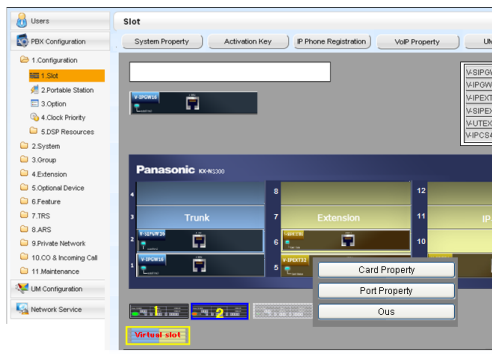 Users
Slot
PBX Configuration
System Property
Activation Key
IP Phone Registration
VoIP Property
UM
1.Configuration
1.Slot
2.Portable Station
3.Option
4.Clock Priority
5.DSP Resources
2.System
3.Group
4.Extension
5.Optional Device
6.Feature
7.TRS
8.ARS
9.Private Network
10.CO & Incoming Call
11.Maintenance
UM Configuration
Network Service
V-SIPGW
V-IPGW
V-IPEXT
V-SIPEX
V-UTEX
V-IPCS4
V-IPGW16
Panasonic KX-NS1000
4
8
12
3
Trunk
7
Extension
11
IP
2
6
10
1
V-IPGW16
5
V-IPEXT32
Card Property
Port Property
Ous
1
2
Virtual slot